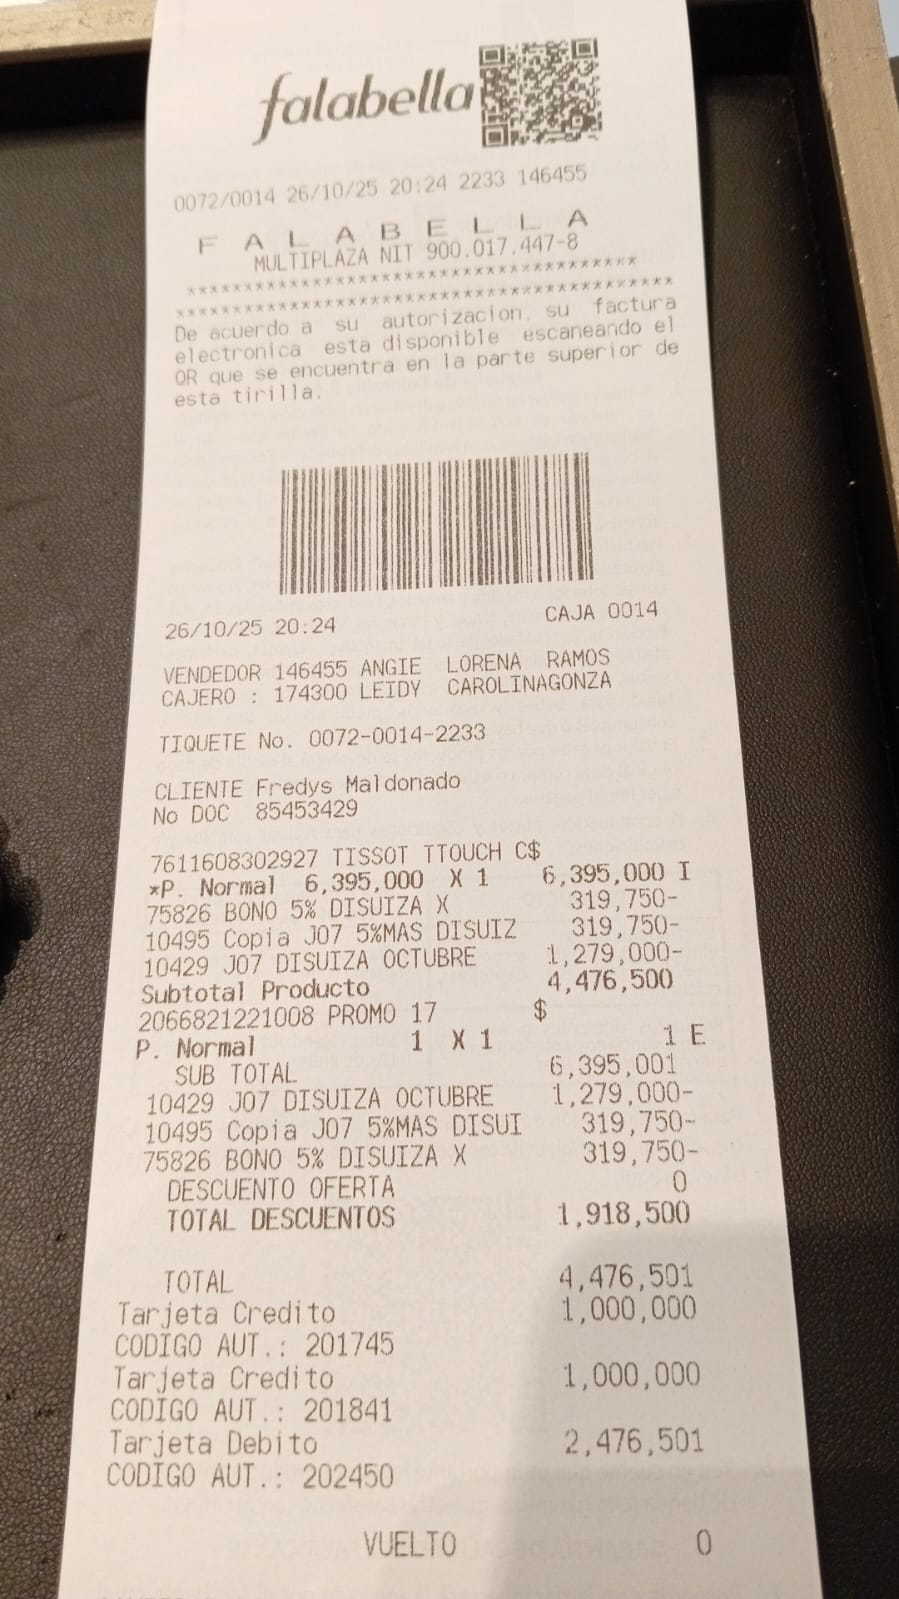 falabella
0072/0014 26/10/25 20:24 2233 146455
F A L A B E L L A
MULTIPLAZA NIT 900.017.447-8
****************************************
********************************************
De acuerdo a su autorizacion. su factura
electronica esta disponible escaneando el
QR que se encuentra en la parte superior de
esta tirilla.
26/10/25 20:24 CAJA 0014
VENDEDOR 146455 ANGIE LORENA RAMOS
CAJERO : 174300 LEIDY CAROLINAGONZA
TIQUETE No. 0072-0014-2233
CLIENTE Fredys Maldonado
No DOC 85453429
7611608302927 TISSOT TTOUCH C$
*P. Normal 6,395,000 X 1 6,395,000 I
75826 BONO 5% DISUIZA X 319,750-
10495 Copia J07 5%MAS DISUIZ 319,750-
10429 J07 DISUIZA OCTUBRE 1,279,000-
Subtotal Producto 4,476,500
2066821221008 PROMO 17 $
P. Normal 1 X 1 1 E
SUB TOTAL 6,395,001
10429 J07 DISUIZA OCTUBRE 1,279,000-
10495 Copia J07 5%MAS DISUI 319,750-
75826 BONO 5% DISUIZA X 319,750-
DESCUENTO OFERTA 0
TOTAL DESCUENTOS 1,918,500
TOTAL 4,476,501
Tarjeta Credito 1,000,000
CODIGO AUT.: 201745
Tarjeta Credito 1,000,000
CODIGO AUT.: 201841
Tarjeta Debito 2,476,501
CODIGO AUT.: 202450
VUELTO 0